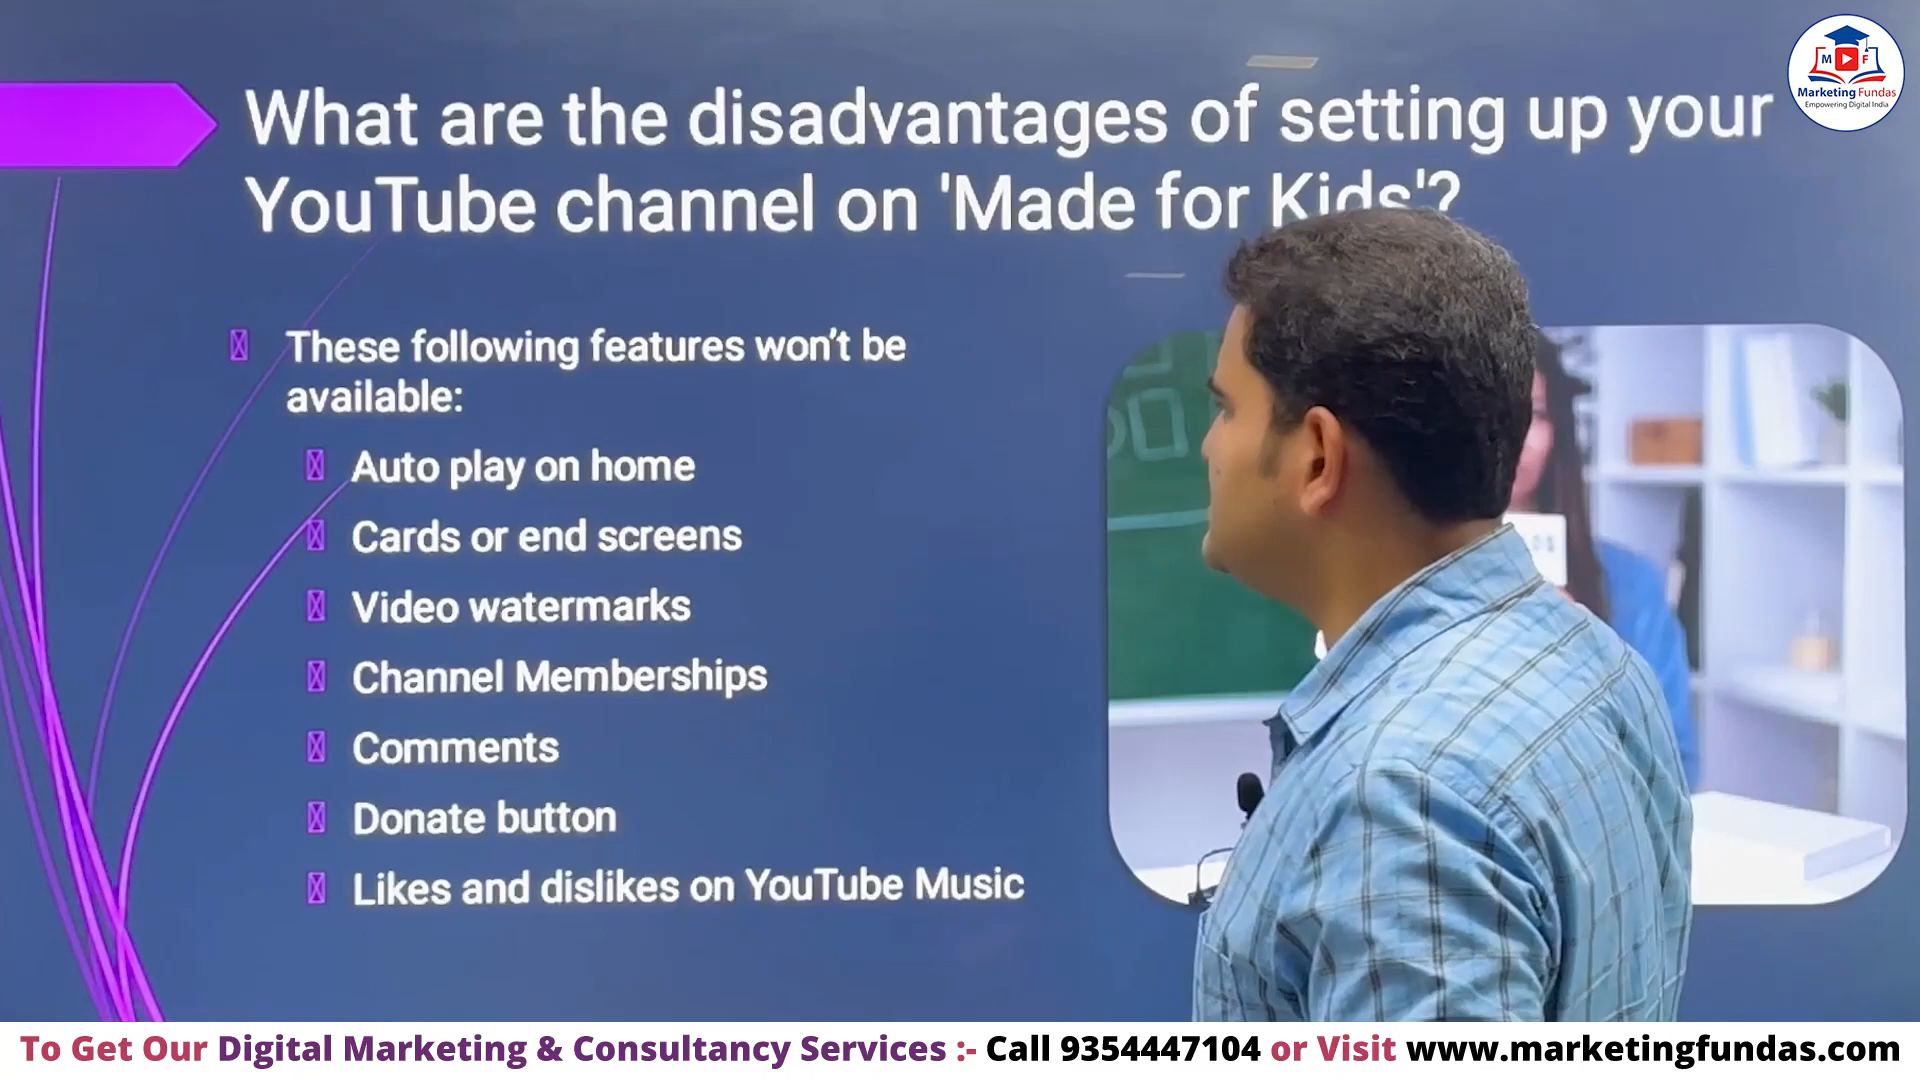 What are the disadvantages of setting up your
YouTube channel on 'Made for Kids'?
These following features won't be
available:
Auto play on home
Cards or end screens
Video watermarks
Channel Memberships
Comments
Donate button
Likes and dislikes on YouTube Music
M F
Marketing Fundas
Empowering Digital India
To Get Our Digital Marketing & Consultancy Services :- Call 9354447104 or Visit www.marketingfundas.com